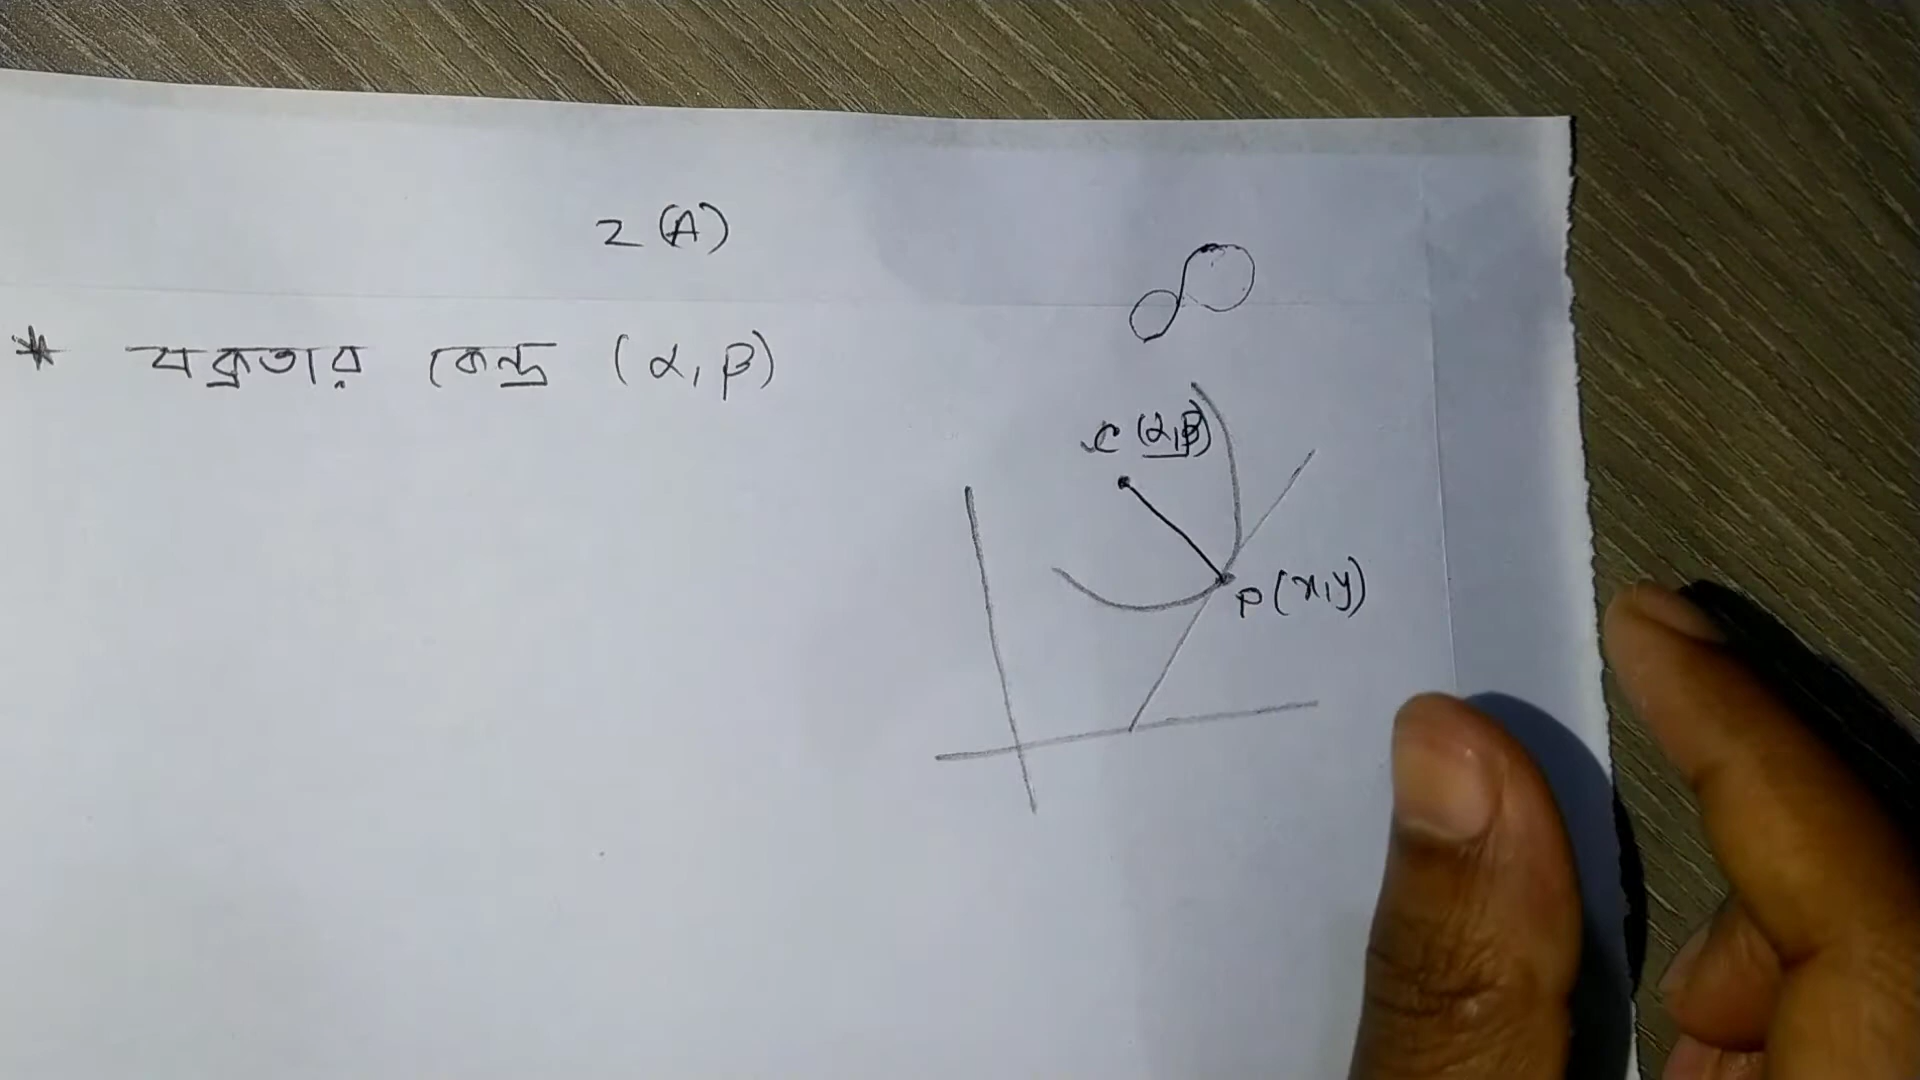 2 (A)
* বক্রতার কেন্দ্র (α, β)
C (α, β)
P (x, y)